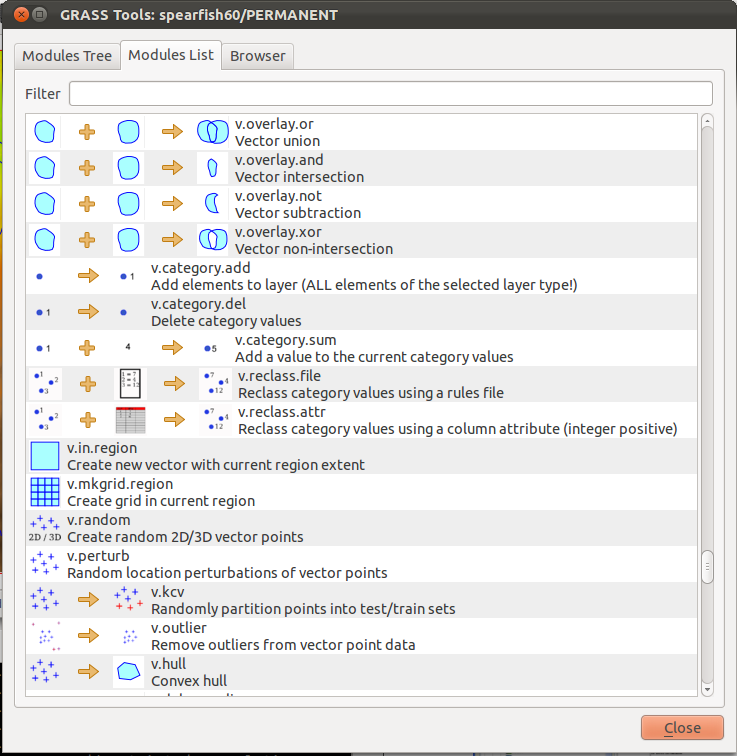 GRASS Tools: spearfish60/PERMANENT
Modules Tree
Modules List
Browser
Filter
v.overlay.or
Vector union
v.overlay.and
Vector intersection
v.overlay.not
Vector subtraction
v.overlay.xor
Vector non-intersection
v.category.add
1
Add elements to layer (ALL elements of the selected layer type!)
v.category.del
1
Delete category values
v.category.sum
1
4
5
Add a value to the current category values
v.reclass.file
1
2
3
1 = 7
2 = 4
3 = 12
7
4
12
Reclass category values using a rules file
v.reclass.attr
1
2
3
7
4
12
Reclass category values using a column attribute (integer positive)
v.in.region
Create new vector with current region extent
v.mkgrid.region
Create grid in current region
v.random
2D / 3D
Create random 2D/3D vector points
v.perturb
Random location perturbations of vector points
v.kcv
Randomly partition points into test/train sets
v.outlier
Remove outliers from vector point data
v.hull
Convex hull
Close